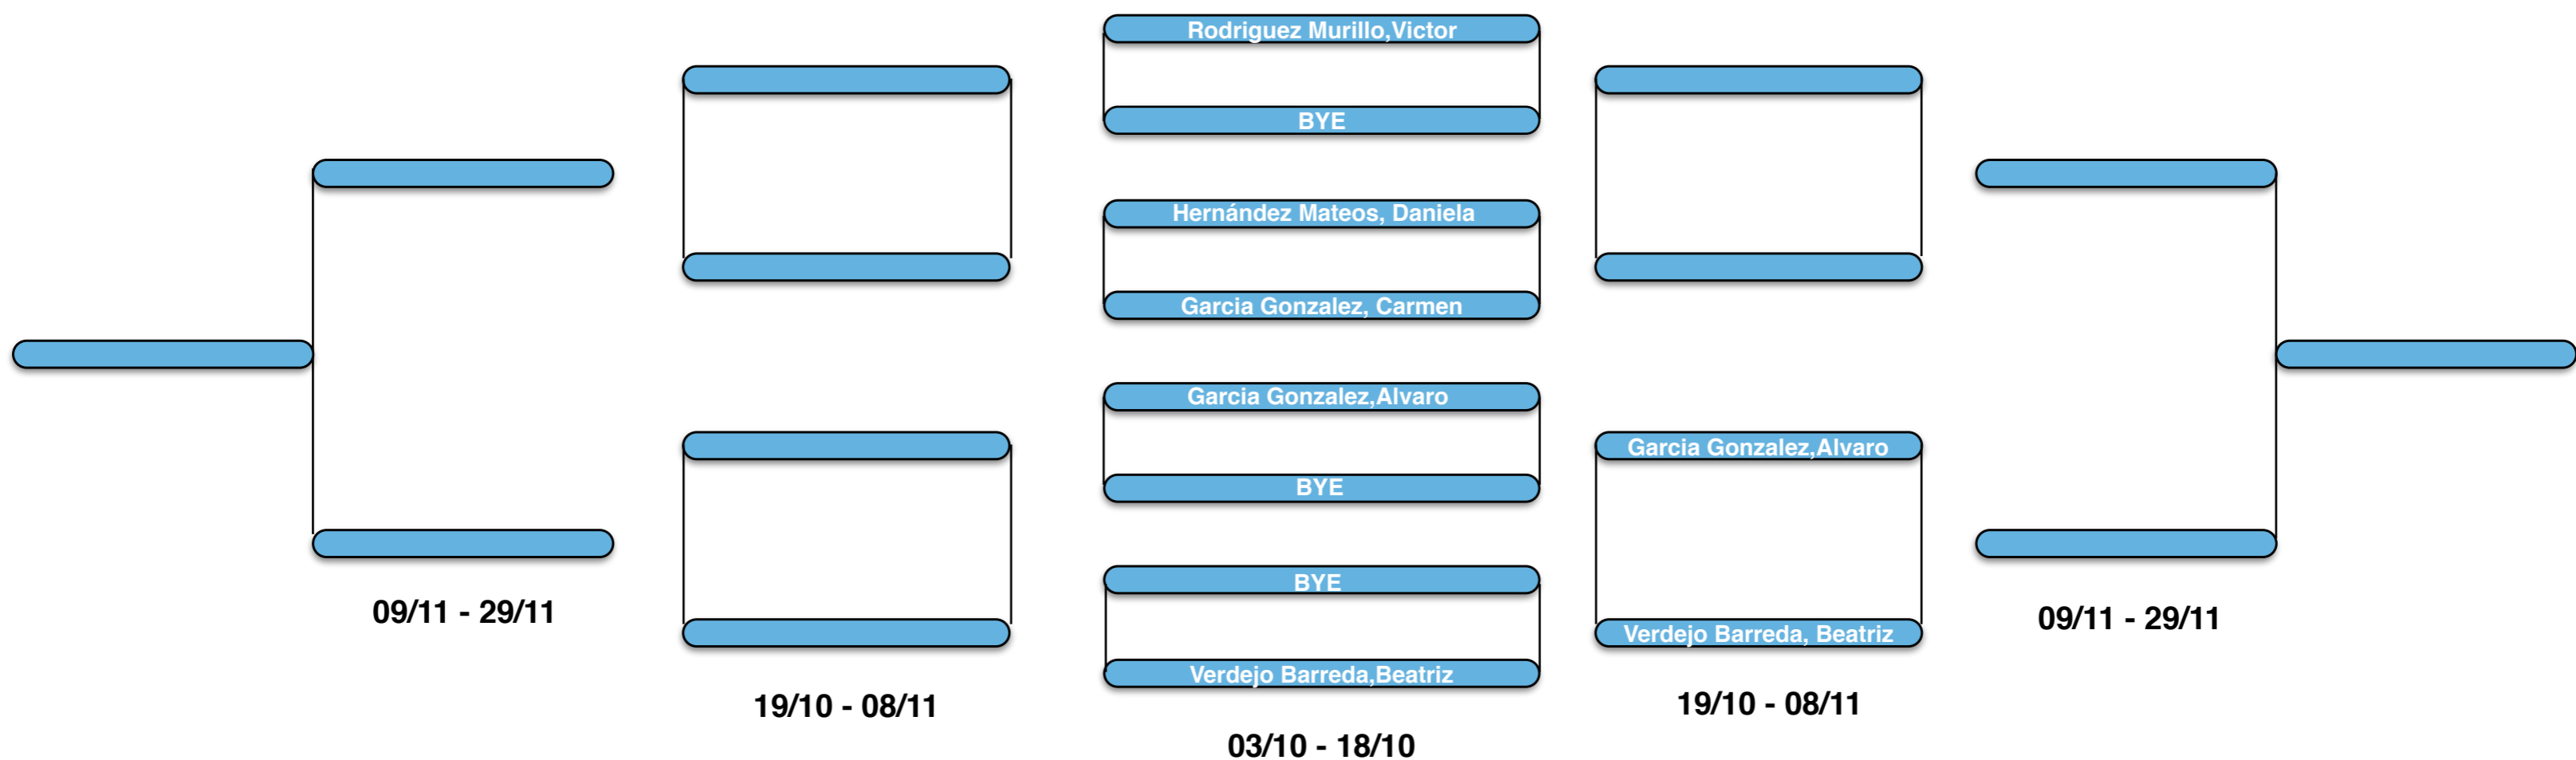 Rodriguez Murillo,Victor
BYE
Hernández Mateos, Daniela
Garcia Gonzalez, Carmen
Garcia Gonzalez,Alvaro
BYE
BYE
Verdejo Barreda,Beatriz
Garcia Gonzalez,Alvaro
Verdejo Barreda, Beatriz
09/11 - 29/11
19/10 - 08/11
03/10 - 18/10
19/10 - 08/11
09/11 - 29/11